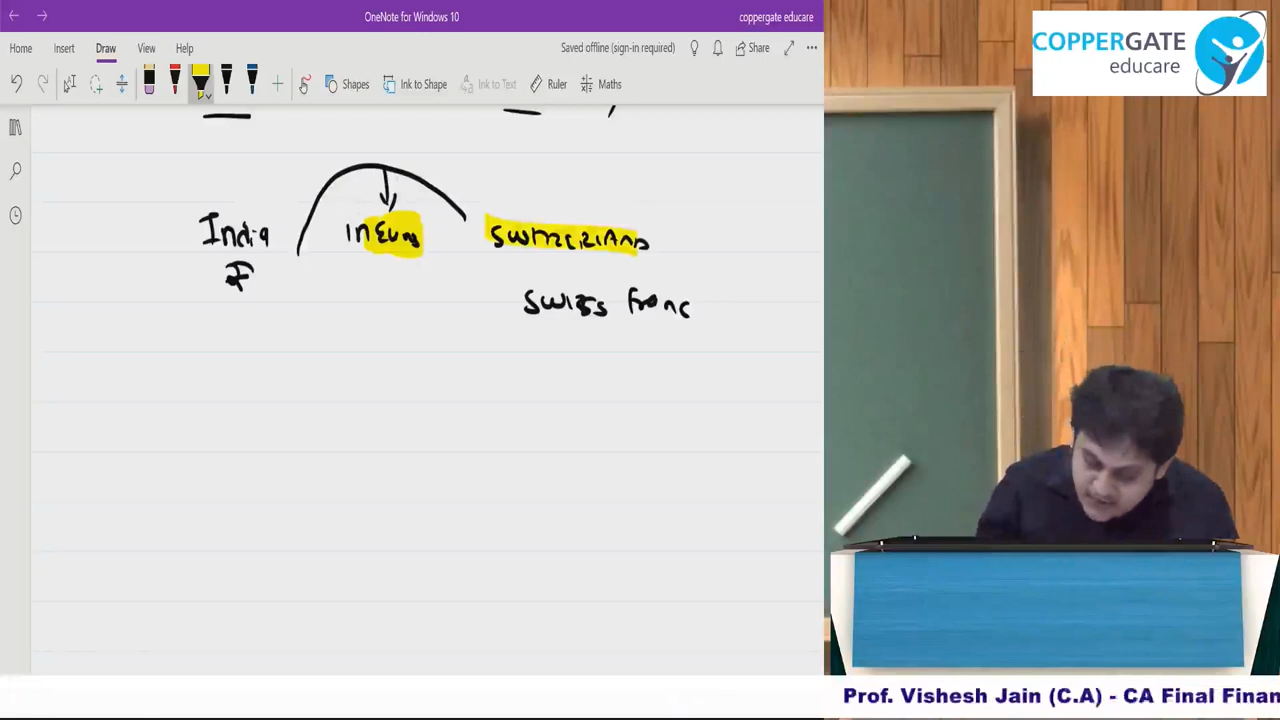 OneNote for Windows 10
coppergate educare
Home Insert Draw View Help
Saved offline (sign-in required) Share
Shapes Ink to Shape Ink to Text Ruler Maths
COPPERGATE
educare
India in Euro SWITZERLAND
₹
Swiss Franc
Prof. Vishesh Jain (C.A) - CA Final Finan